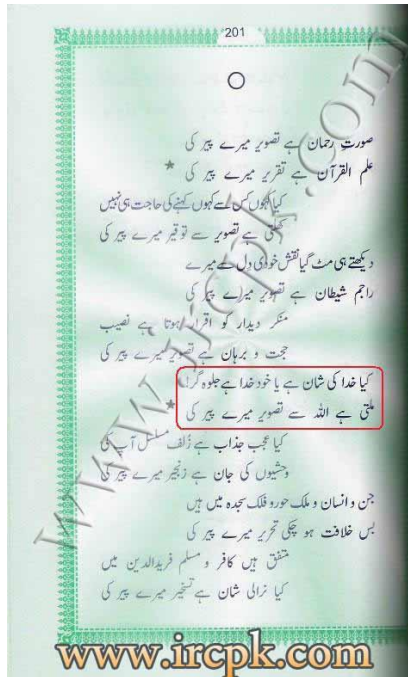 201
صورتِ رحمان ہے تصویر میرے پیر کی
علم القرآن ہے تقریر میرے پیر کی *
کیا کہوں کس سے کہوں کہنے کی حاجت ہی نہیں
ہے تصویر سے توقیر میرے پیر کی
دیکھتے ہی مٹ گیا نقش خودی دل سے میرے
راجم شیطان ہے تصویر میرے پیر کی
منکر دیدار کو اقرار ہوتا ہے نصیب
حجت و برہان ہے تصویر میرے پیر کی
کیا خدا کی شان ہے یا خود خدا ہے جلوہ گر!
ملتی ہے اللہ سے تصویر میرے پیر کی *
کیا عجب جذاب ہے زُلف مسلسل آپ کی
وحشیوں کی جان ہے زنجیر میرے پیر کی
جن و انسان و ملک حور و فلک سجدہ میں ہیں
بس خلافت ہو چکی تحریر میرے پیر کی
متفق ہیں کافر و مسلم فریدالدین میں
کیا نرالی شان ہے تسخیر میرے پیر کی
www.ircpk.com
www.ircpk.com